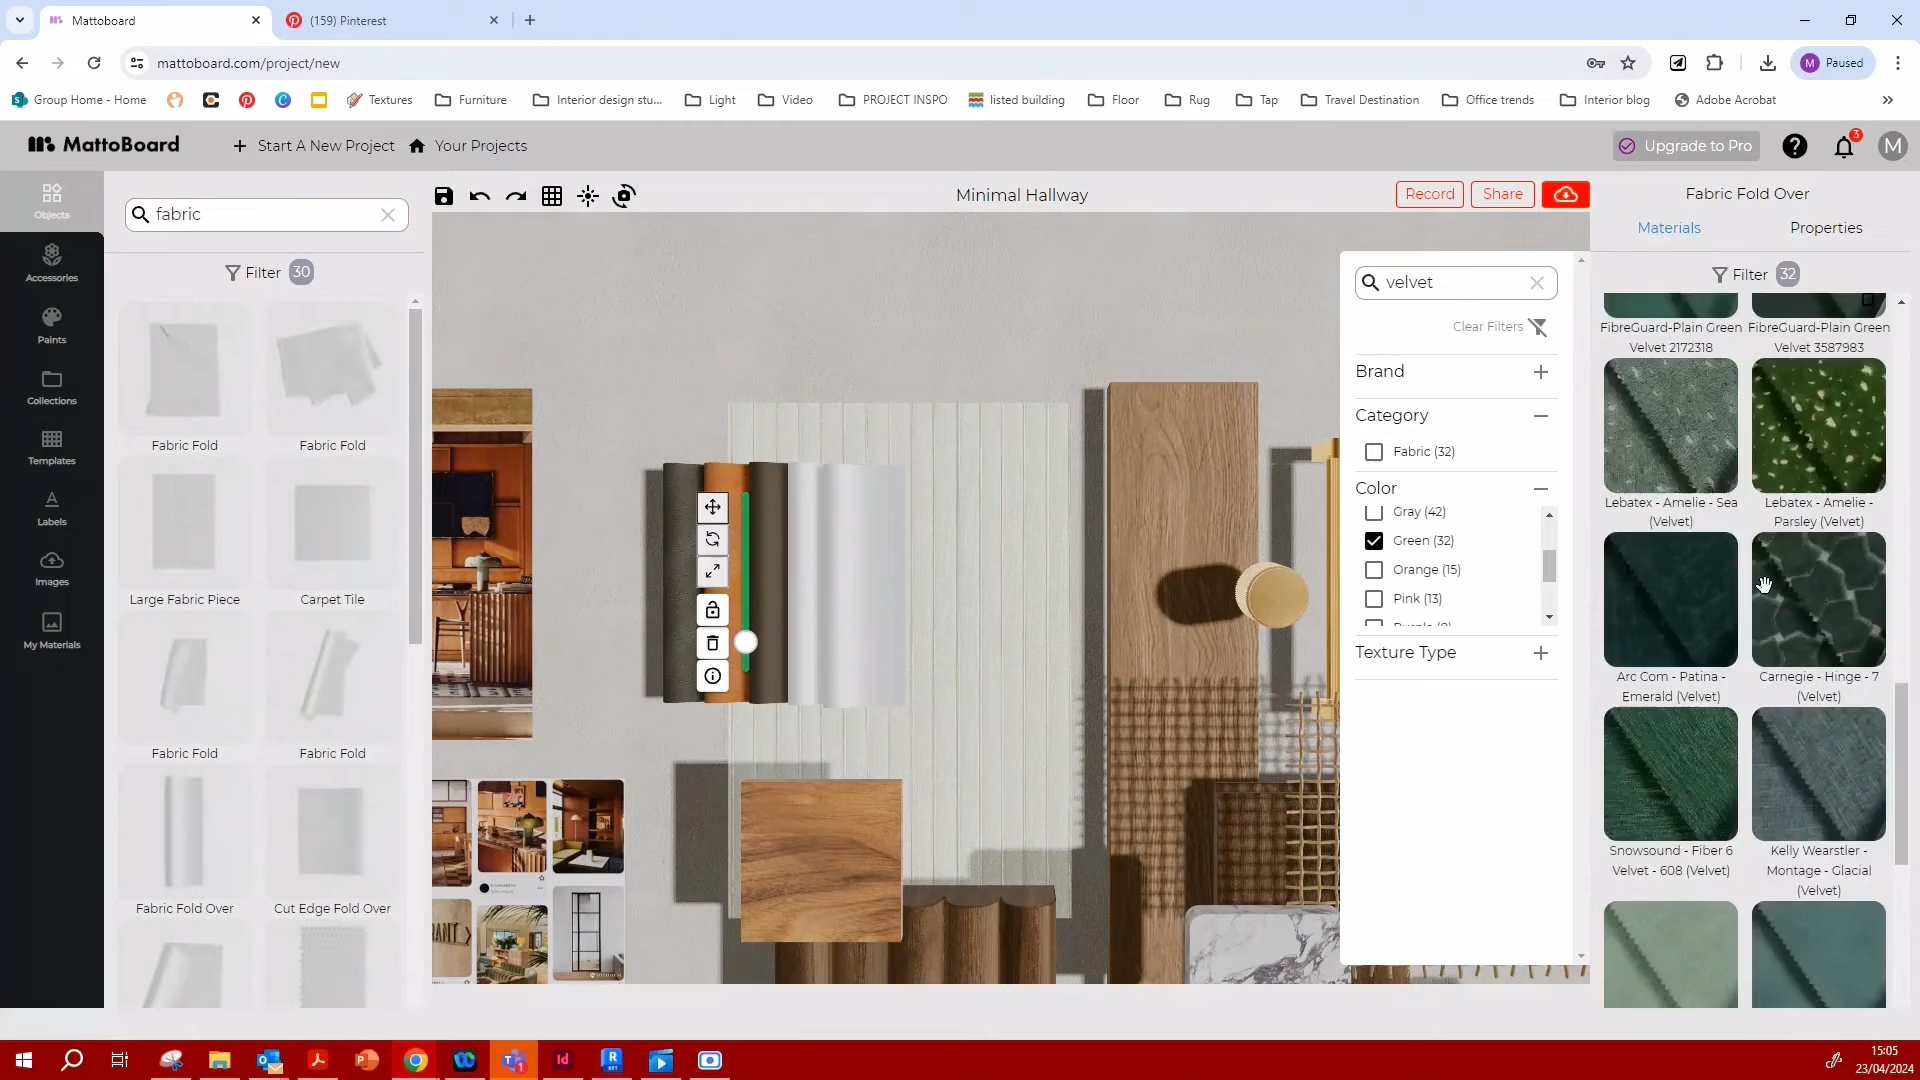 Mattoboard
(159) Pinterest
mattoboard.com/project/new
M Paused
Group Home - Home
Textures
Furniture
Interior design stu...
Light
Video
PROJECT INSPO
listed building
Floor
Rug
Tap
Travel Destination
Office trends
Interior blog
Adobe Acrobat
MattoBoard
Start A New Project
Your Projects
Upgrade to Pro
3
M
Objects
Accessories
Paints
Collections
Templates
Labels
Images
My Materials
fabric
Filter 30
Fabric Fold
Fabric Fold
Large Fabric Piece
Carpet Tile
Fabric Fold
Fabric Fold
Fabric Fold Over
Cut Edge Fold Over
Minimal Hallway
Record
Share
velvet
Clear Filters
Brand
Category
Fabric (32)
Color
Gray (42)
Green (32)
Orange (15)
Pink (13)
Texture Type
Fabric Fold Over
Materials
Properties
Filter 32
FibreGuard-Plain Green
Velvet 2172318
FibreGuard-Plain Green
Velvet 3587983
Lebatex - Amelie - Sea
(Velvet)
Lebatex - Amelie -
Parsley (Velvet)
Arc Com - Patina -
Emerald (Velvet)
Carnegie - Hinge - 7
(Velvet)
Snowsound - Fiber 6
Velvet - 608 (Velvet)
Kelly Wearstler -
Montage - Glacial
(Velvet)
15:05
23/04/2024